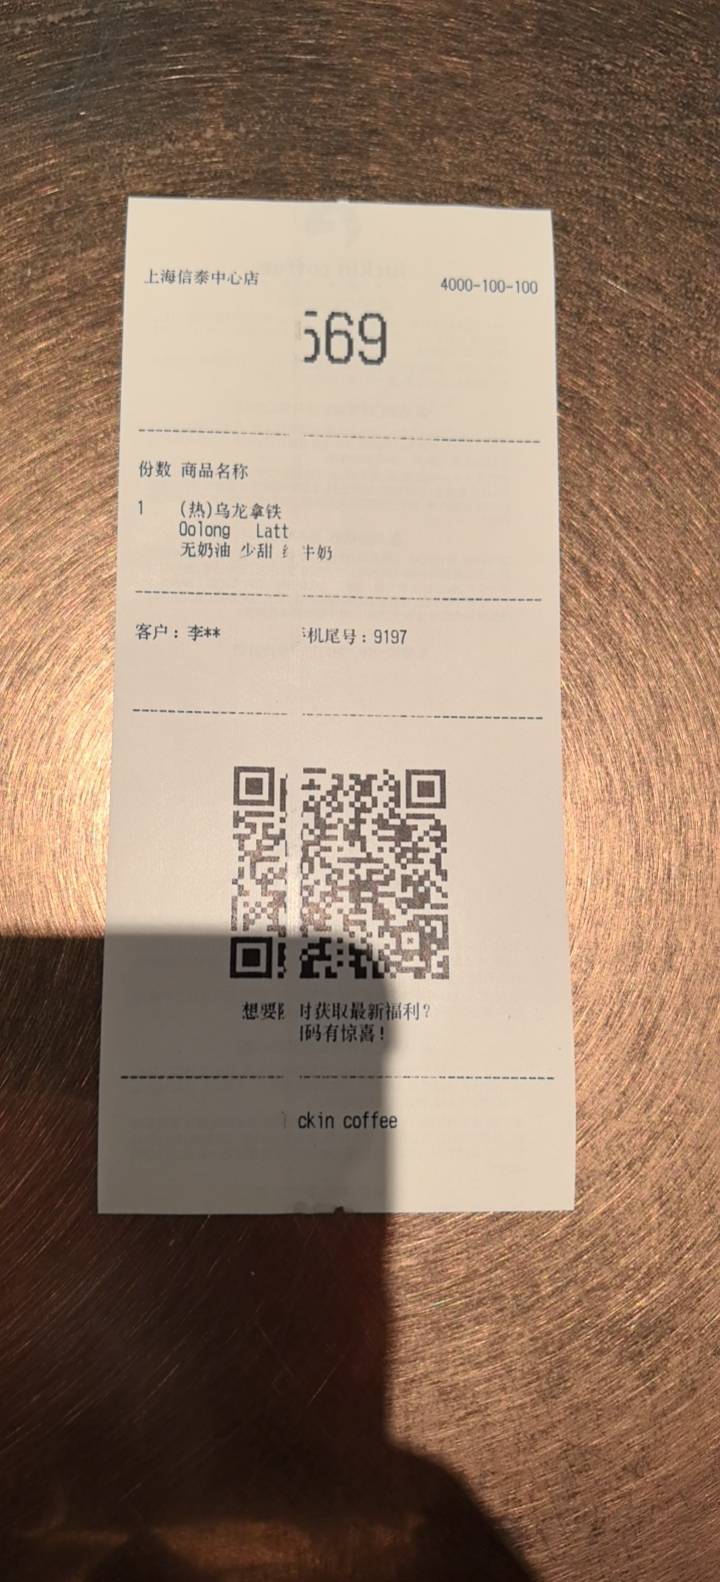 上海信泰中心店 4000-100-100
569
份数 商品名称
1 (热)乌龙拿铁
Oolong Latt
无奶油 少甜 牛奶
客户：李** 机尾号：9197
想要 时获取最新福利？
码有惊喜！
ckin coffee